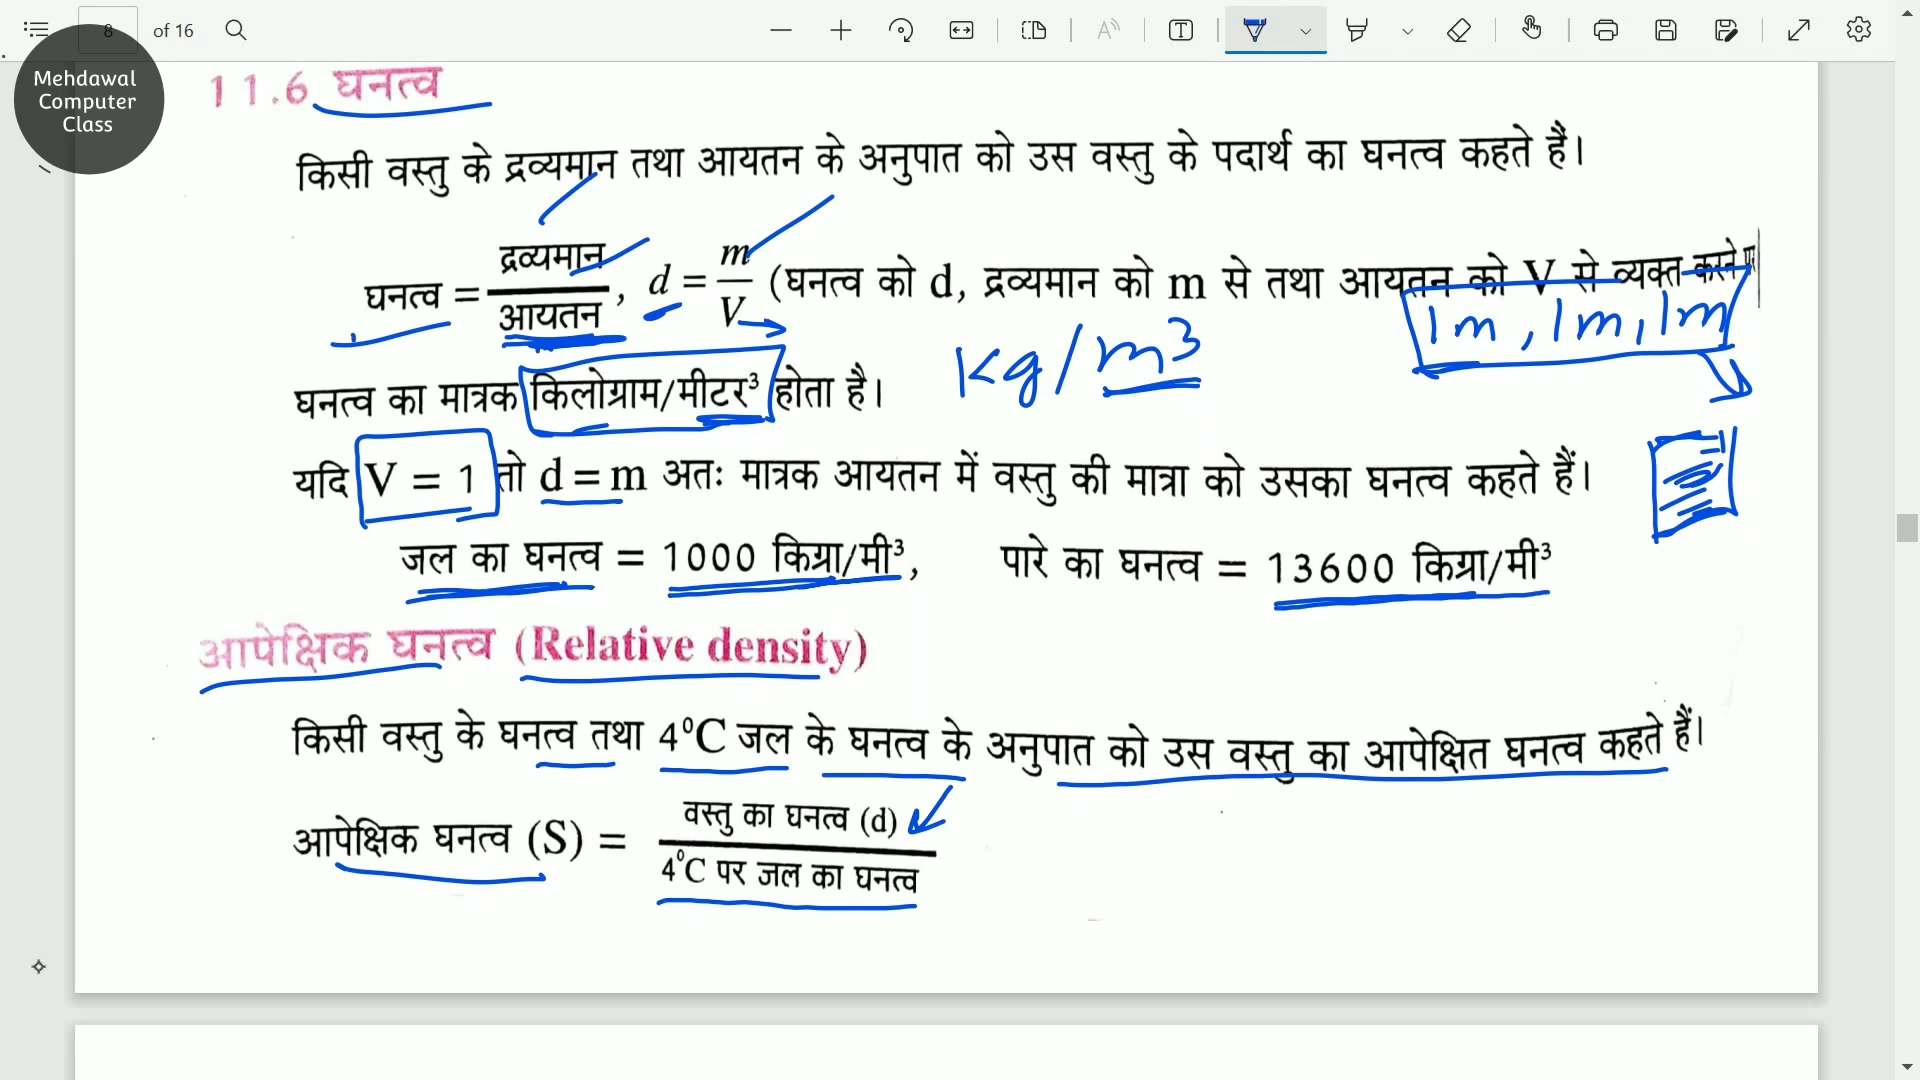 8 of 16
Mehdawal
Computer
Class
11.6 घनत्व
किसी वस्तु के द्रव्यमान तथा आयतन के अनुपात को उस वस्तु के पदार्थ का घनत्व कहते हैं।
घनत्व = द्रव्यमान / आयतन , d = m / V (घनत्व को d, द्रव्यमान को m से तथा आयतन को V से व्यक्त करने पर
1m, 1m, 1m
घनत्व का मात्रक किलोग्राम/मीटर³ होता है। Kg/m³
यदि V = 1 तो d = m अतः मात्रक आयतन में वस्तु की मात्रा को उसका घनत्व कहते हैं।
जल का घनत्व = 1000 किग्रा/मी³, पारे का घनत्व = 13600 किग्रा/मी³
आपेक्षिक घनत्व (Relative density)
किसी वस्तु के घनत्व तथा 4⁰C जल के घनत्व के अनुपात को उस वस्तु का आपेक्षित घनत्व कहते हैं।
आपेक्षिक घनत्व (S) = वस्तु का घनत्व (d) / 4⁰C पर जल का घनत्व